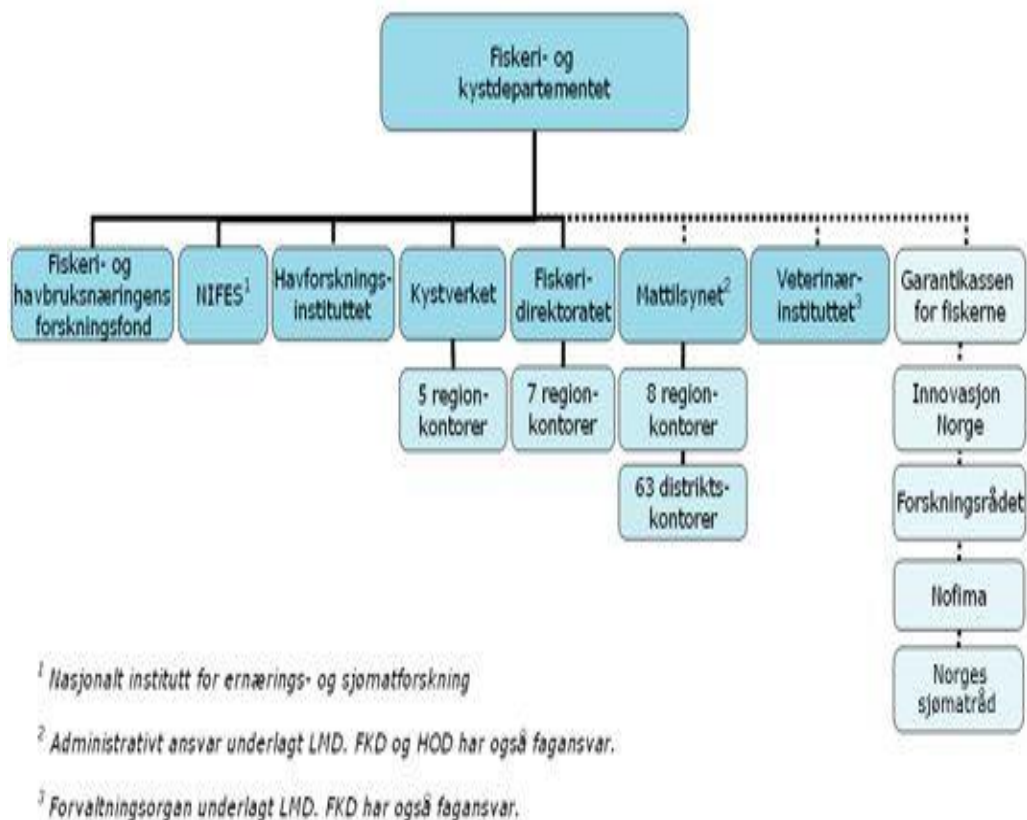 Fiskeri- og
kystdepartementet
Fiskeri- og
havbruksnæringens
forskningsfond
NIFES¹
Havforsknings-
instituttet
Kystverket
Fiskeri-
direktoratet
Mattilsynet²
Veterinær-
instituttet³
Garantikassen
for fiskerne
5 region-
kontorer
7 region-
kontorer
8 region-
kontorer
Innovasjon
Norge
63 distrikts-
kontorer
Forskningsrådet
Nofima
Norges
sjømatråd
¹ Nasjonalt institutt for ernærings- og sjømatforskning
² Administrativt ansvar underlagt LMD. FKD og HOD har også fagansvar.
³ Forvaltningsorgan underlagt LMD. FKD har også fagansvar.